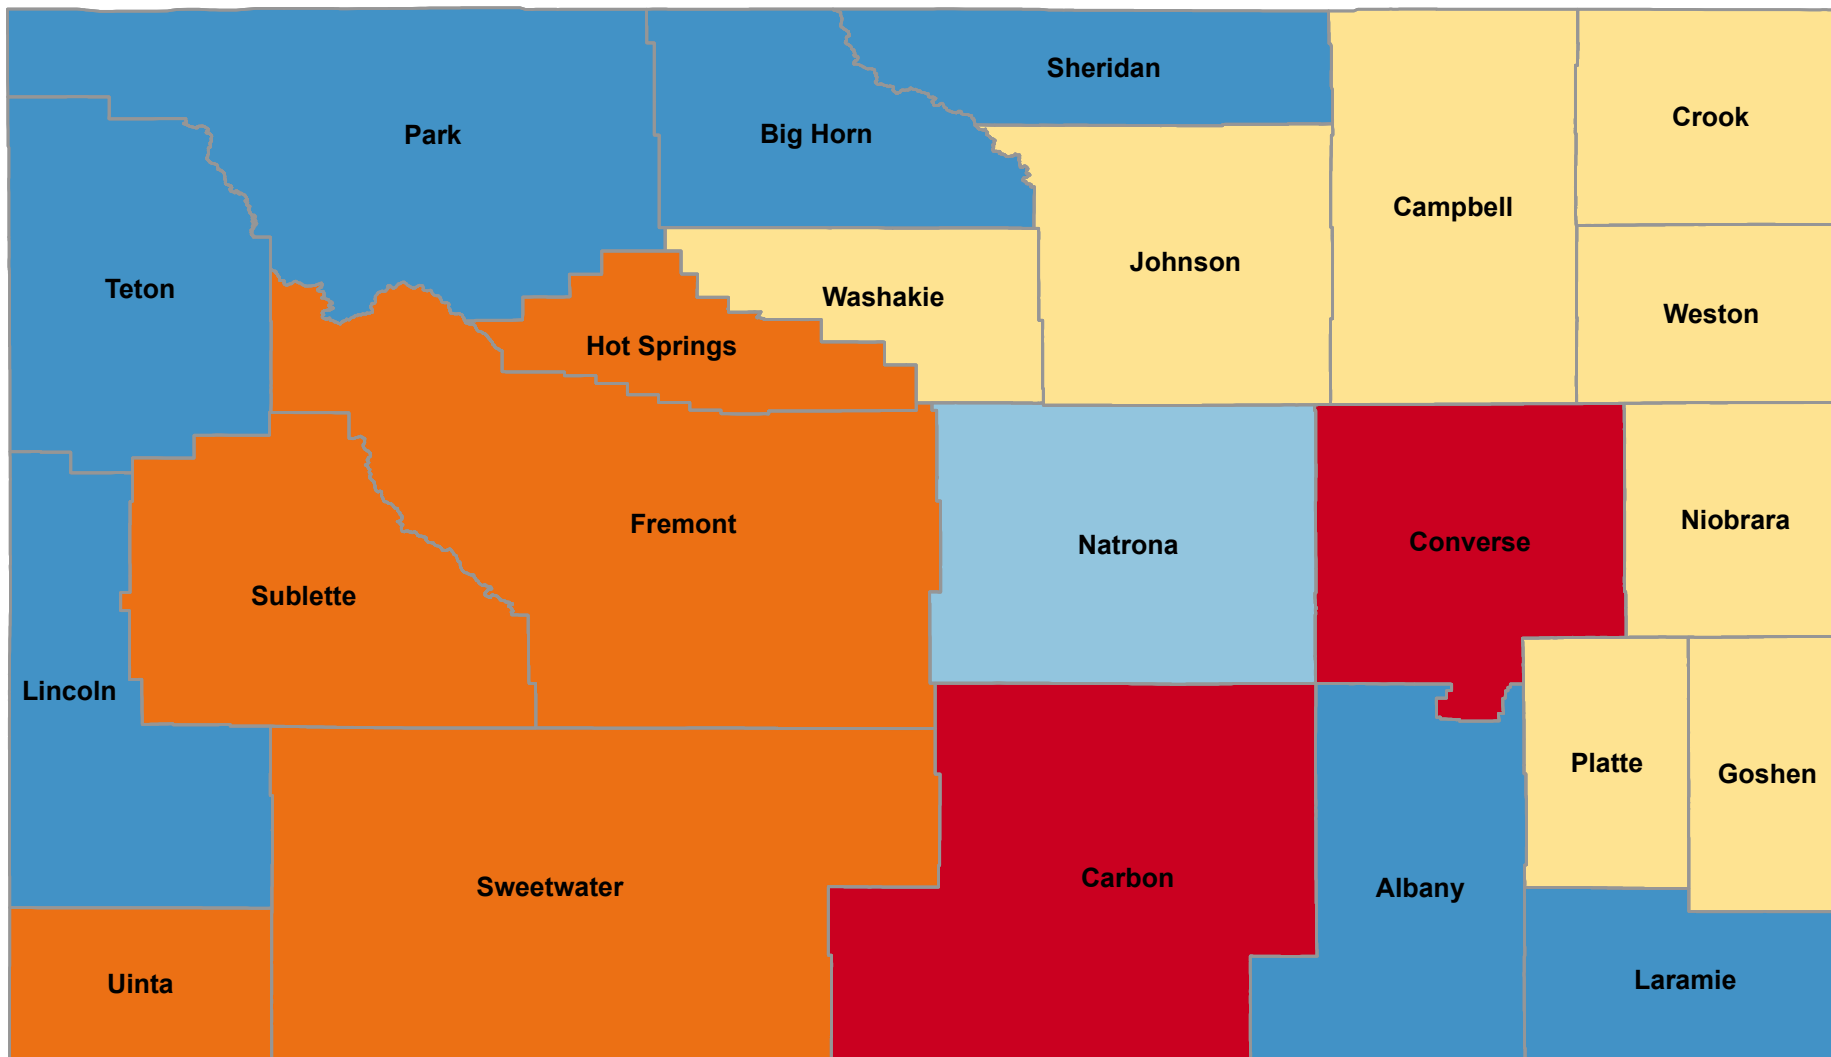 Sheridan
Crook
Park
Big Horn
Campbell
Johnson
Teton
Washakie
Weston
Hot Springs
Niobrara
Fremont
Converse
Natrona
Sublette
Lincoln
Platte
Goshen
Carbon
Sweetwater
Albany
Laramie
Uinta